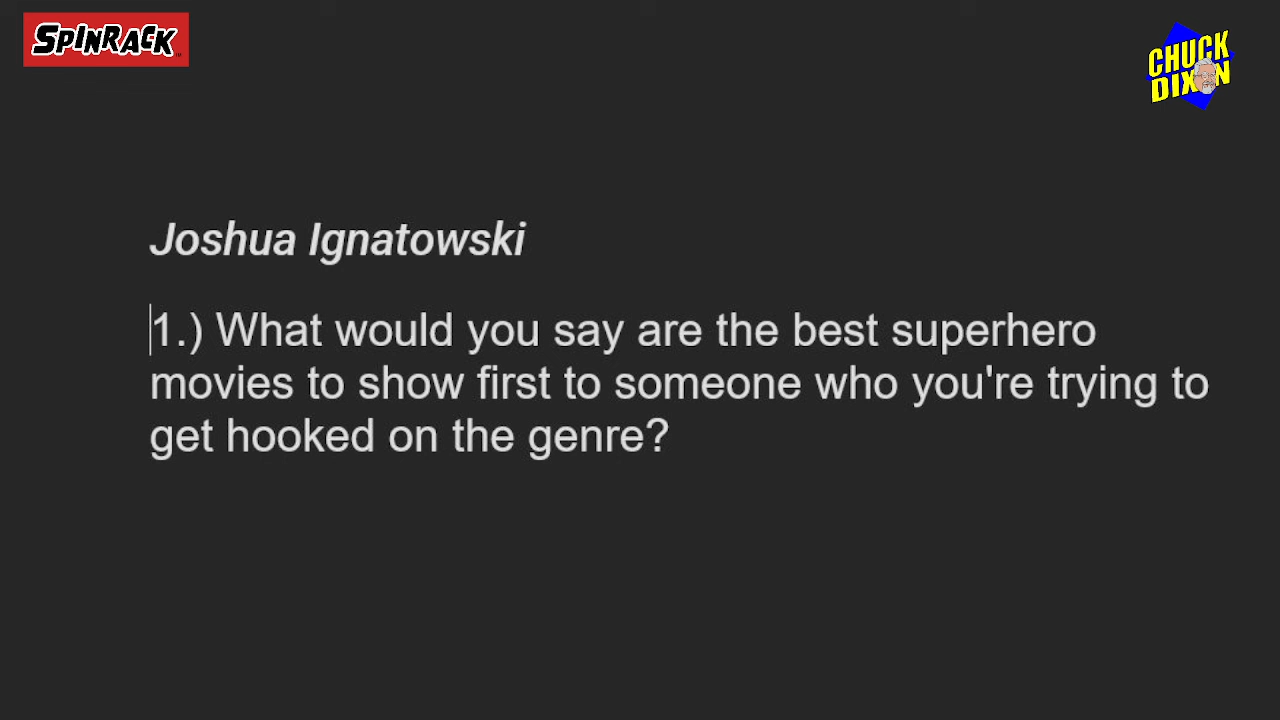 SPINRACK
CHUCK
DIXON
Joshua Ignatowski
1.) What would you say are the best superhero
movies to show first to someone who you're trying to
get hooked on the genre?